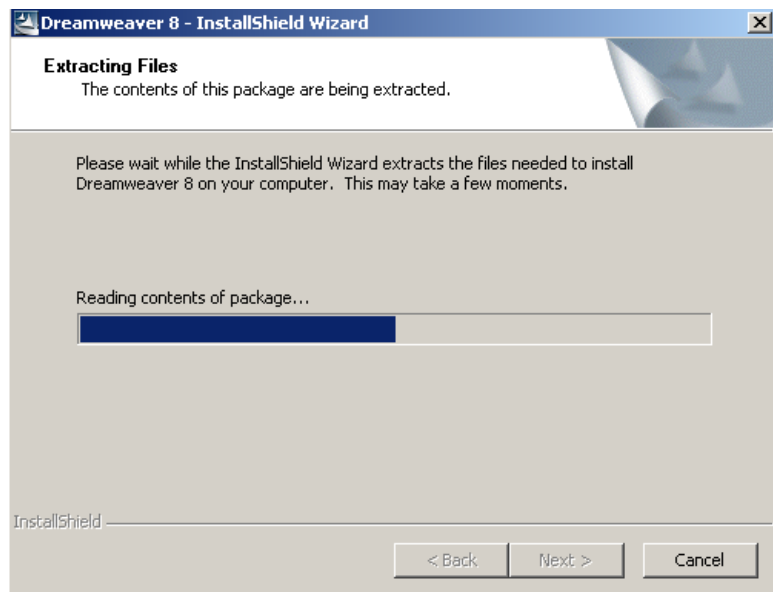 Dreamweaver 8 - InstallShield Wizard
Extracting Files
The contents of this package are being extracted.
Please wait while the InstallShield Wizard extracts the files needed to install
Dreamweaver 8 on your computer.  This may take a few moments.
Reading contents of package...
InstallShield
< Back
Next >
Cancel